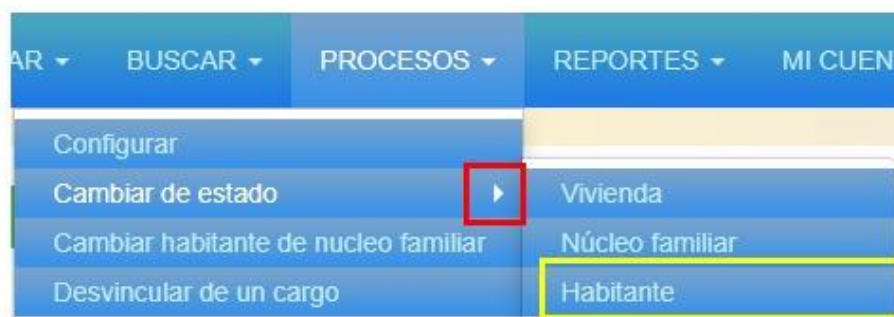 AR BUSCAR PROCESOS REPORTES MI CUEN
Configurar
Cambiar de estado Vivienda
Cambiar habitante de nucleo familiar Núcleo familiar
Desvincular de un cargo Habitante